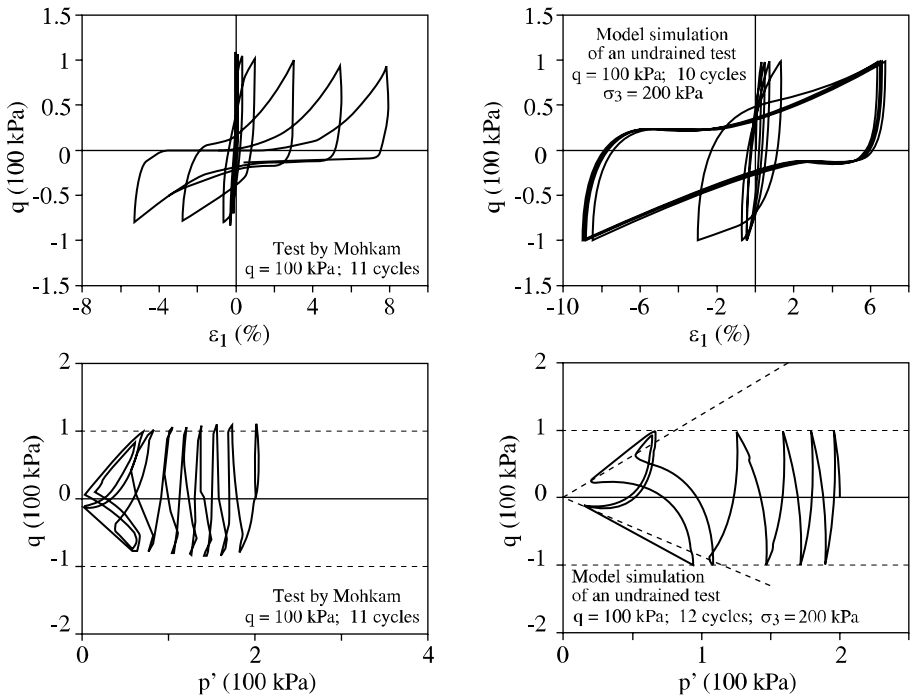 1.5
1
0.5
0
-0.5
-1
-1.5
q (100 kPa)
Test by Mohkam
q = 100 kPa; 11 cycles
-8
-4
0
4
8
ε1 (%)
1.5
1
0.5
0
-0.5
-1
-1.5
q (100 kPa)
Model simulation
of an undrained test
q = 100 kPa; 10 cycles
σ3 = 200 kPa
-10
-6
-2
2
6
ε1 (%)
2
1
0
-1
-2
q (100 kPa)
Test by Mohkam
q = 100 kPa; 11 cycles
0
2
4
p' (100 kPa)
2
1
0
-1
-2
q (100 kPa)
Model simulation
of an undrained test
q = 100 kPa; 12 cycles; σ3 = 200 kPa
0
1
2
p' (100 kPa)